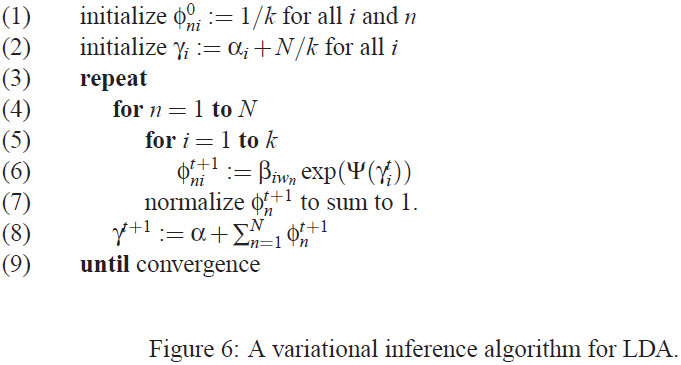 (1) initialize ϕ⁰ₙᵢ := 1/k for all i and n
(2) initialize γᵢ := αᵢ + N/k for all i
(3) repeat
(4) for n = 1 to N
(5) for i = 1 to k
(6) ϕᵗ⁺¹ₙᵢ := β_{iwₙ} exp(Ψ(γᵗᵢ))
(7) normalize ϕᵗ⁺¹ₙ to sum to 1.
(8) γᵗ⁺¹ := α + ∑ᴺₙ₌₁ ϕᵗ⁺¹ₙ
(9) until convergence
Figure 6: A variational inference algorithm for LDA.